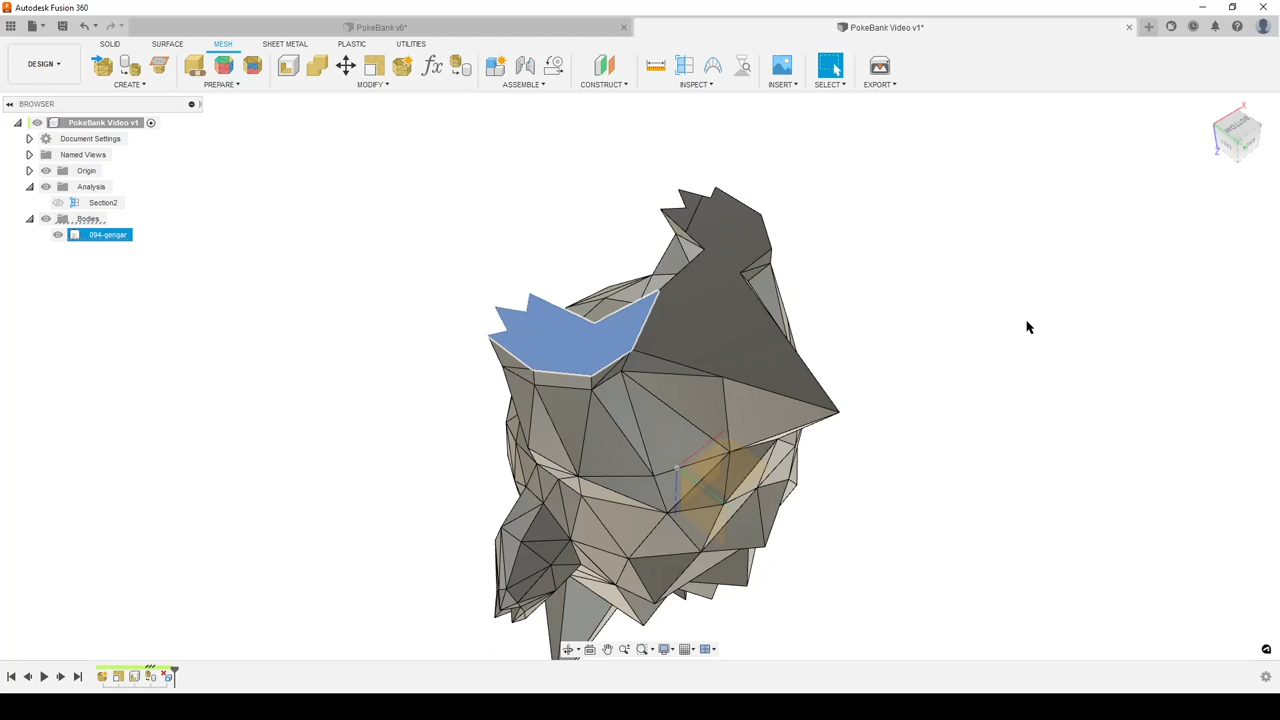 Autodesk Fusion 360
PokeBank v6*
PokeBank Video v1*
SOLID SURFACE MESH SHEET METAL PLASTIC UTILITIES
DESIGN
CREATE PREPARE MODIFY ASSEMBLE CONSTRUCT INSPECT INSERT SELECT EXPORT
BROWSER
PokeBank Video v1
Document Settings
Named Views
Origin
Analysis
Section2
Bodies
094-gengar
X
BOTTOM
Z